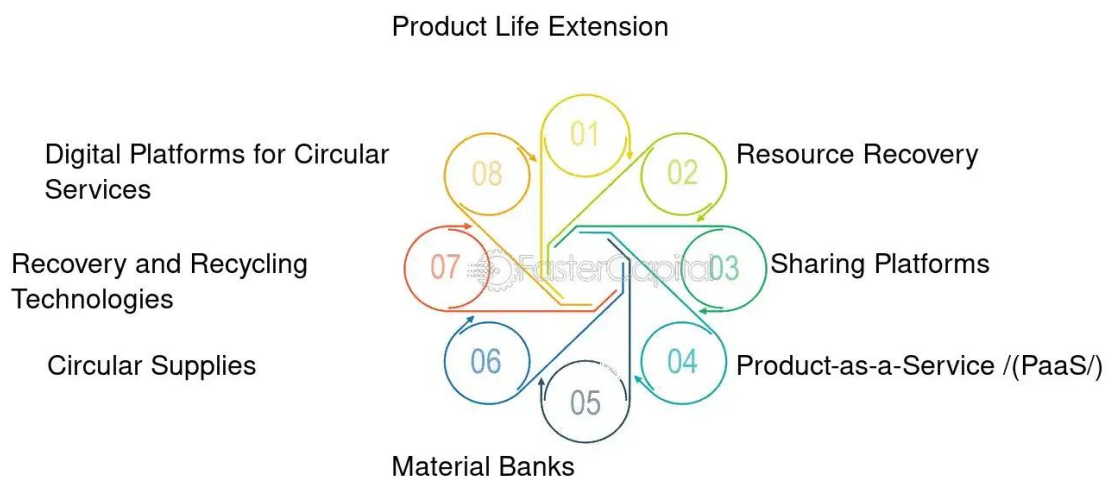 Product Life Extension
01
Digital Platforms for Circular
Services
08
02
Resource Recovery
Recovery and Recycling
Technologies
07
FasterCapital
03
Sharing Platforms
Circular Supplies
06
04
Product-as-a-Service /(PaaS/)
05
Material Banks